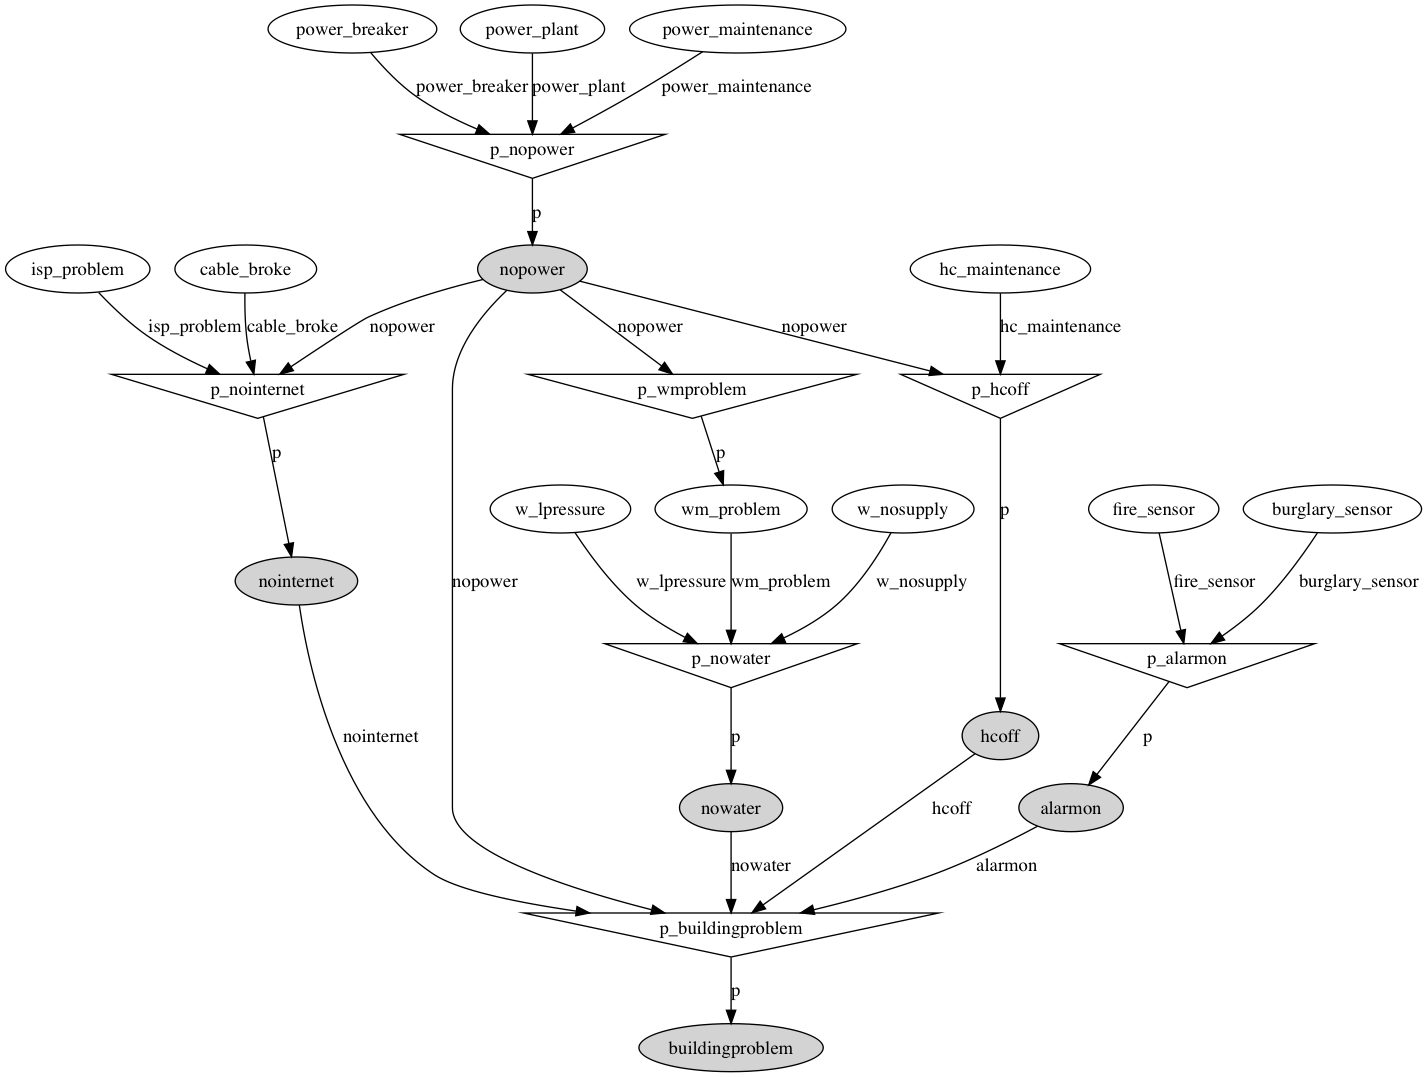 power_breaker power_plant power_maintenance
power_breaker power_plant power_maintenance
p_nopower
p
isp_problem cable_broke nopower hc_maintenance
isp_problem cable_broke nopower nopower nopower hc_maintenance
p_nointernet p_wmproblem p_hcoff
p p
w_lpressure wm_problem w_nosupply p fire_sensor burglary_sensor
nointernet nopower w_lpressure wm_problem w_nosupply fire_sensor burglary_sensor
p_nowater p_alarmon
nointernet p hcoff p
nowater hcoff alarmon
nowater alarmon
p_buildingproblem
p
buildingproblem